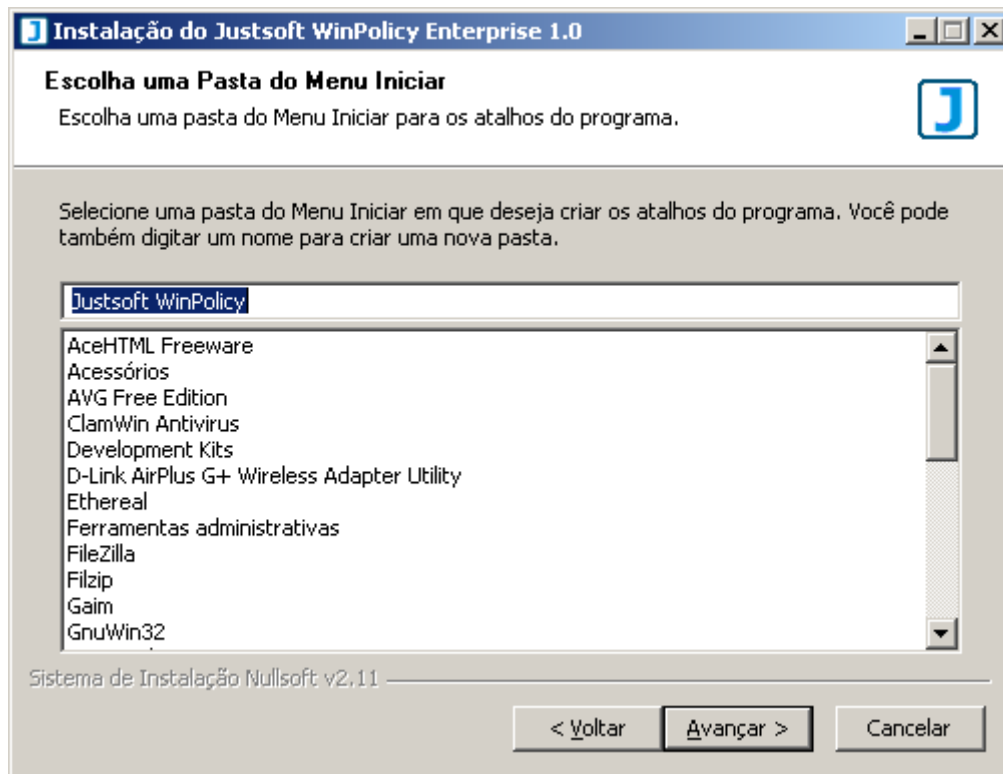 Instalação do Justsoft WinPolicy Enterprise 1.0
Escolha uma Pasta do Menu Iniciar
Escolha uma pasta do Menu Iniciar para os atalhos do programa.
J
Selecione uma pasta do Menu Iniciar em que deseja criar os atalhos do programa. Você pode
também digitar um nome para criar uma nova pasta.
Justsoft WinPolicy
AceHTML Freeware
Acessórios
AVG Free Edition
ClamWin Antivirus
Development Kits
D-Link AirPlus G+ Wireless Adapter Utility
Ethereal
Ferramentas administrativas
FileZilla
Filzip
Gaim
GnuWin32
Sistema de Instalação Nullsoft v2.11
< Voltar
Avançar >
Cancelar